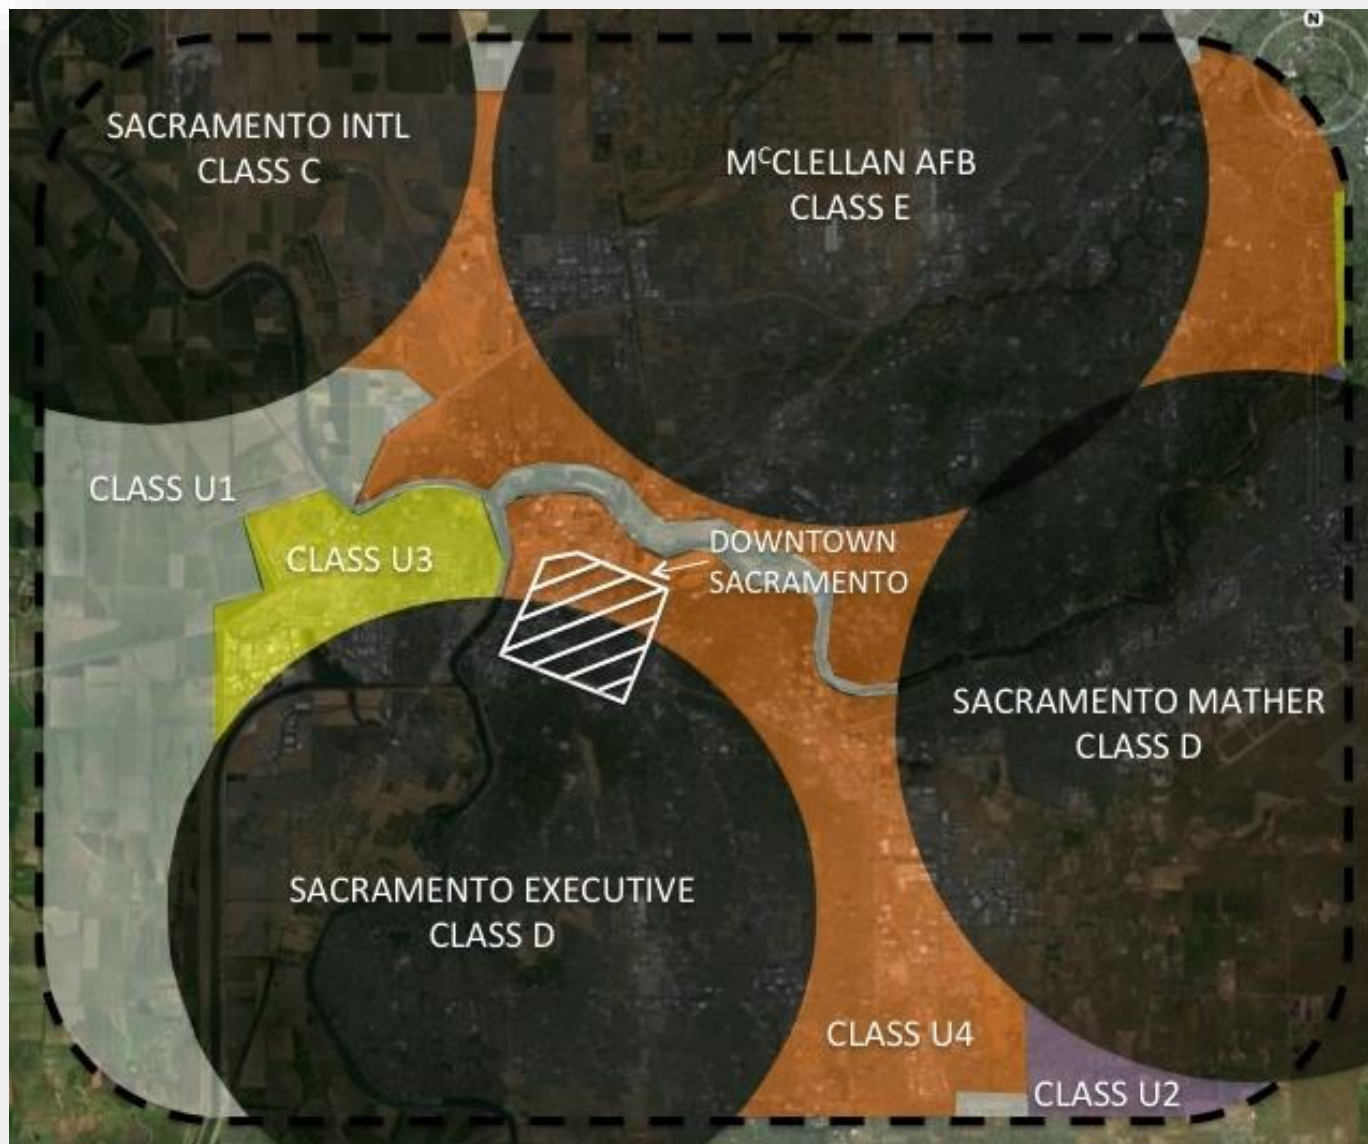 N
SACRAMENTO INTL
CLASS C
MCCLELLAN AFB
CLASS E
CLASS U1
CLASS U3
DOWNTOWN
SACRAMENTO
SACRAMENTO MATHER
CLASS D
SACRAMENTO EXECUTIVE
CLASS D
CLASS U4
CLASS U2